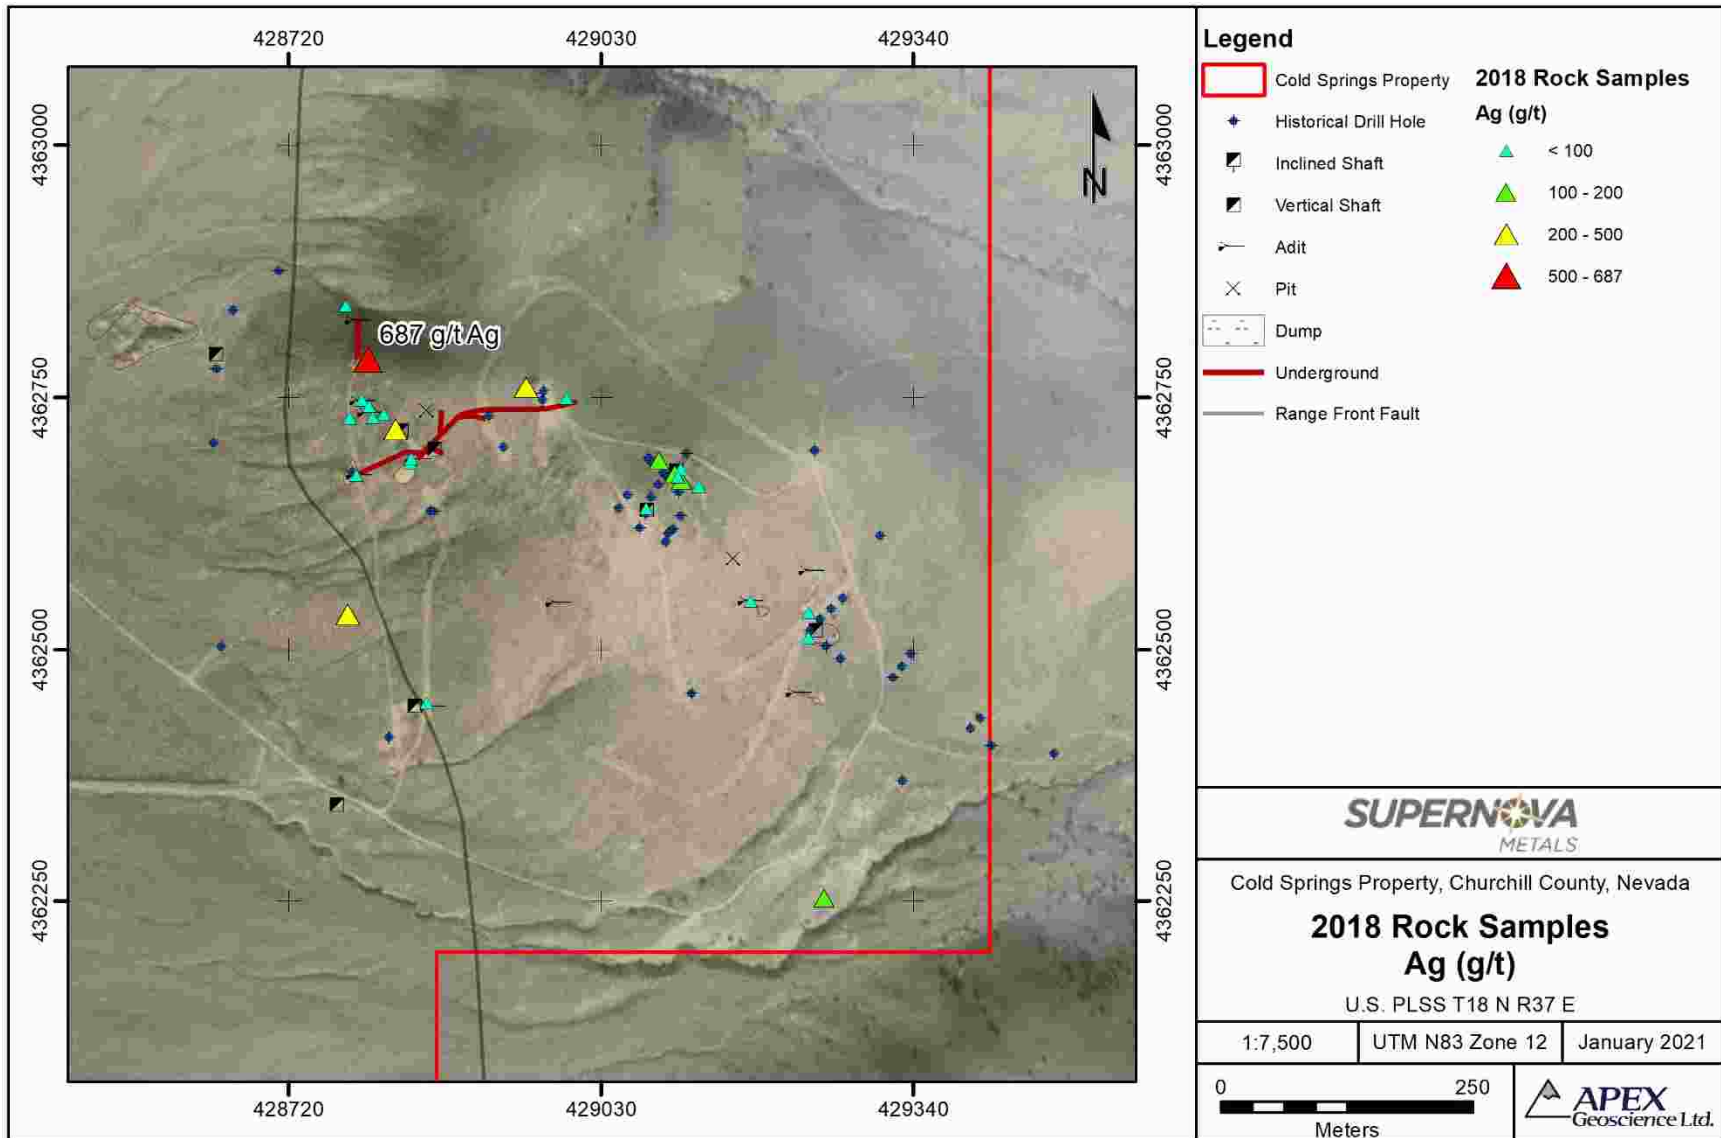 428720
429030
429340
4363000
4362750
4362500
4362250
4363000
4362750
4362500
4362250
N
687 g/t Ag
428720
429030
429340
Legend
Cold Springs Property
Historical Drill Hole
Inclined Shaft
Vertical Shaft
Adit
Pit
Dump
Underground
Range Front Fault
2018 Rock Samples
Ag (g/t)
< 100
100 - 200
200 - 500
500 - 687
SUPERNOVA
METALS
Cold Springs Property, Churchill County, Nevada
2018 Rock Samples
Ag (g/t)
U.S. PLSS T18 N R37 E
1:7,500
UTM N83 Zone 12
January 2021
0 250
Meters
APEX
Geoscience Ltd.